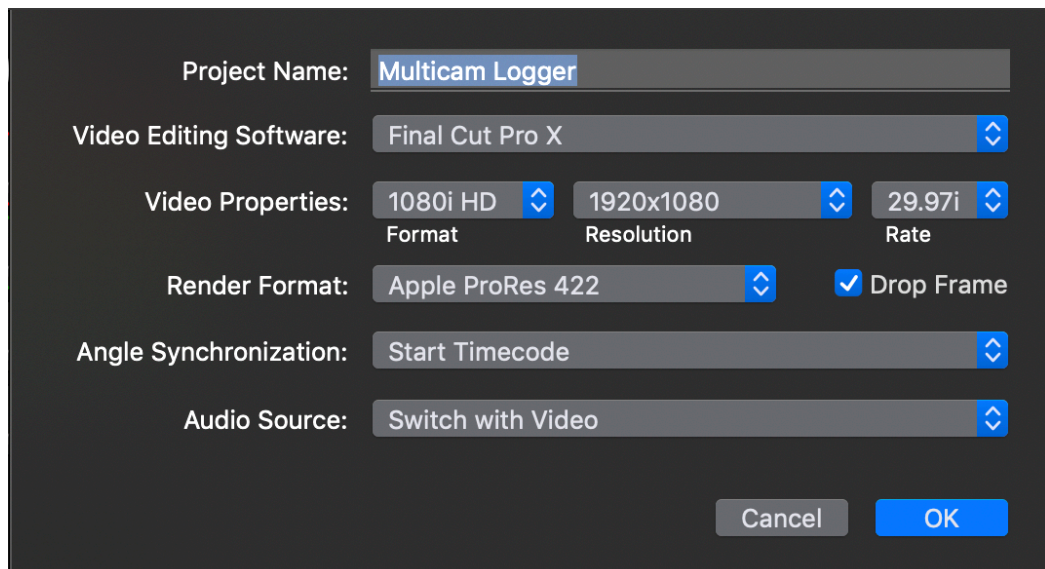 Project Name: Multicam Logger
Video Editing Software: Final Cut Pro X
Video Properties: 1080i HD 1920x1080 29.97i
Format Resolution Rate
Render Format: Apple ProRes 422 Drop Frame
Angle Synchronization: Start Timecode
Audio Source: Switch with Video
Cancel OK